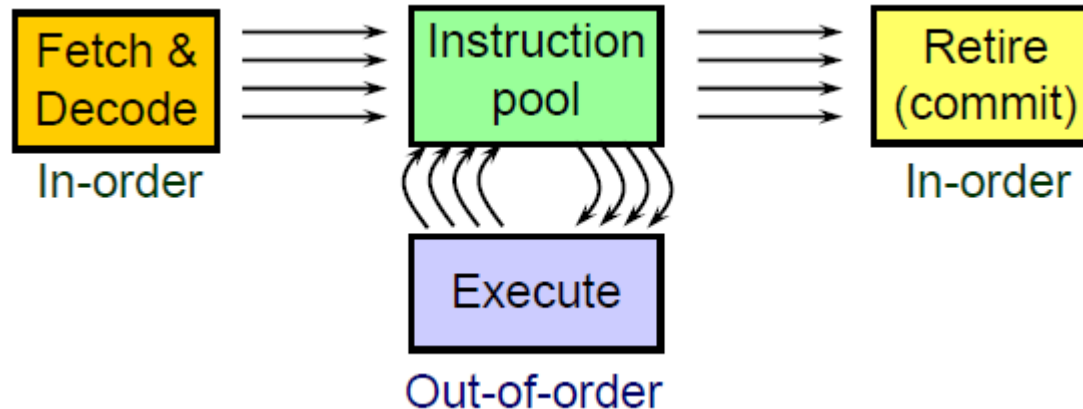 Fetch &
Decode
In-order
Instruction
pool
Execute
Out-of-order
Retire
(commit)
In-order